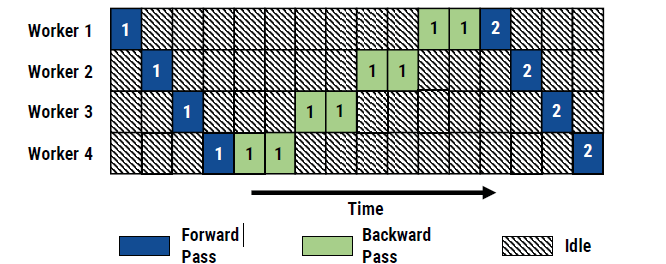 Worker 1 1 1 1 2
Worker 2 1 1 1 2
Worker 3 1 1 1 2
Worker 4 1 1 1 2
Time
Forward
Pass
Backward
Pass
Idle